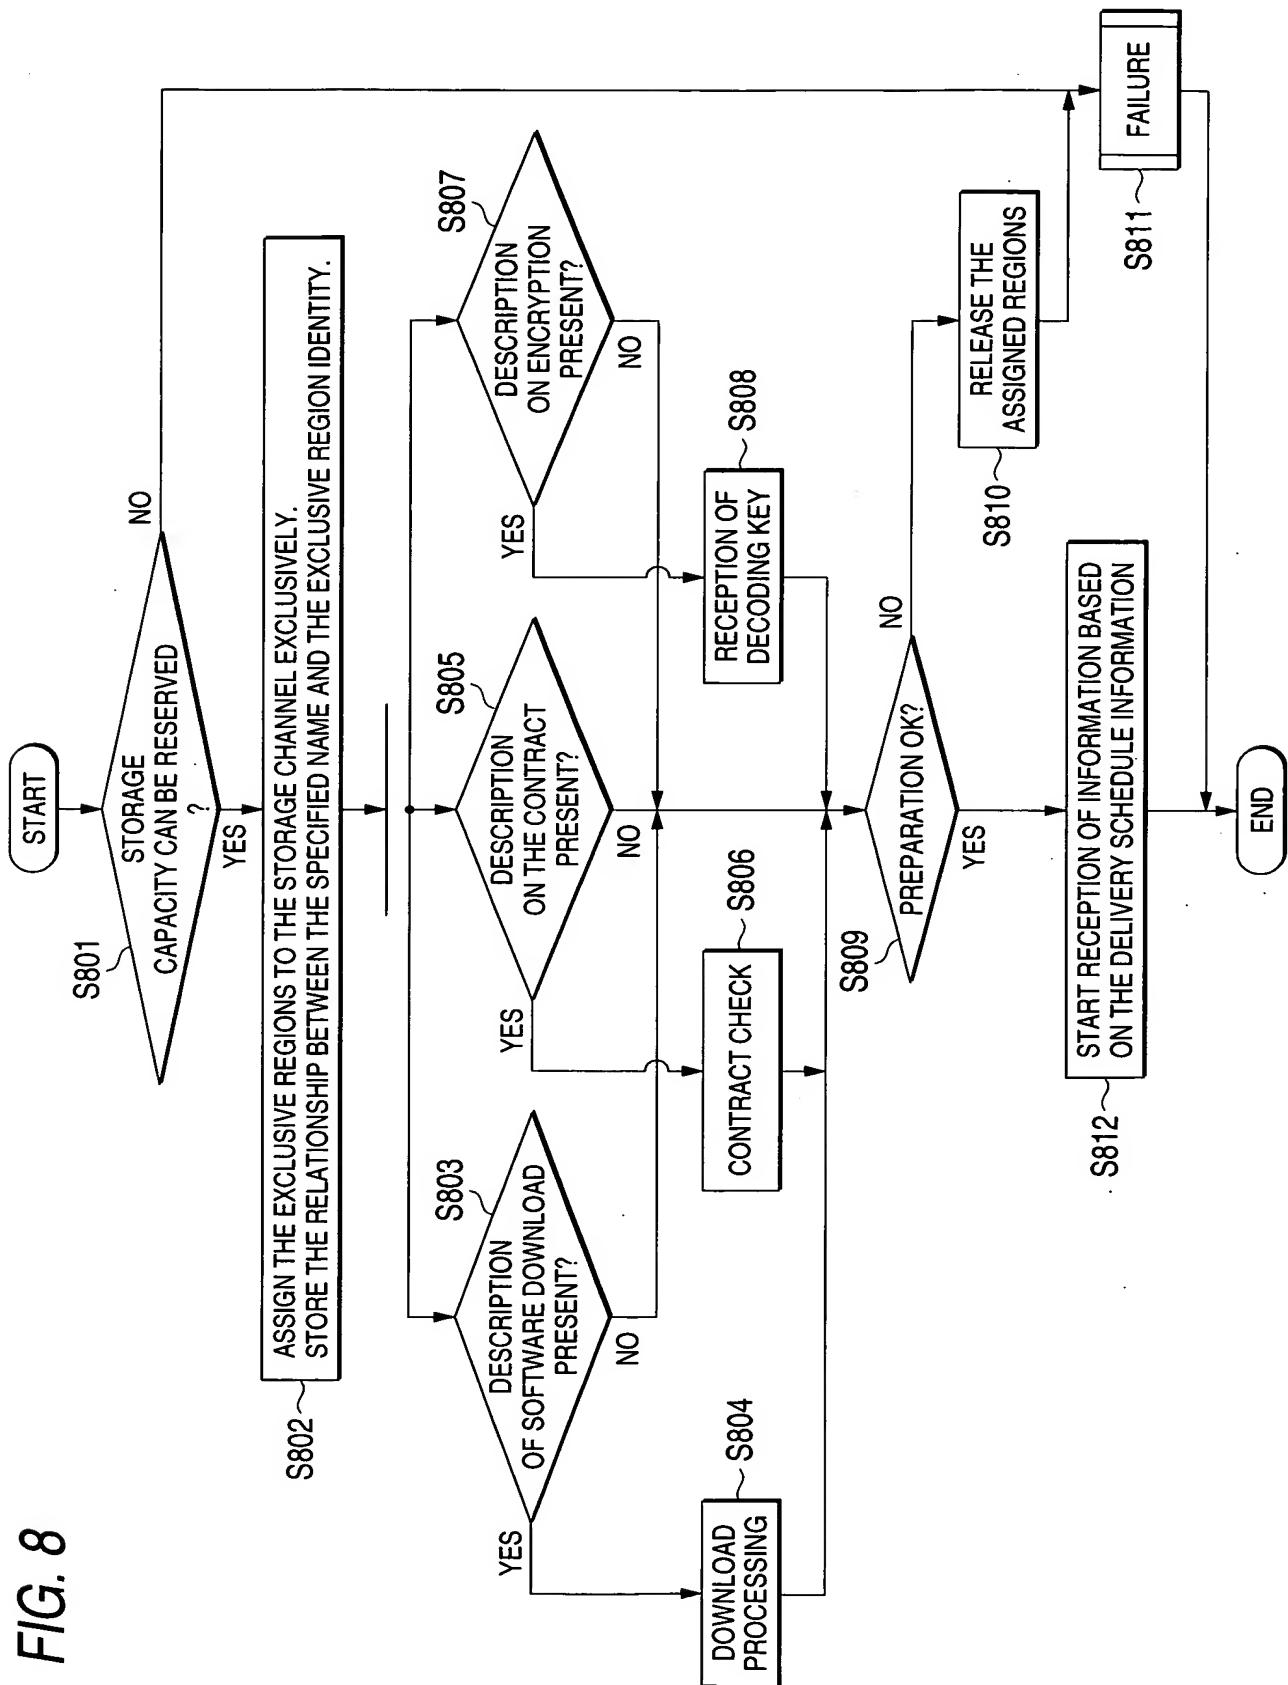 FIG. 8
START
S801
STORAGE
CAPACITY CAN BE RESERVED
?
NO
YES
S802
ASSIGN THE EXCLUSIVE REGIONS TO THE STORAGE CHANNEL EXCLUSIVELY.
STORE THE RELATIONSHIP BETWEEN THE SPECIFIED NAME AND THE EXCLUSIVE REGION IDENTITY.
S803
DESCRIPTION
OF SOFTWARE DOWNLOAD
PRESENT?
YES
NO
S805
DESCRIPTION
ON THE CONTRACT
PRESENT?
YES
NO
S807
DESCRIPTION
ON ENCRYPTION
PRESENT?
YES
NO
S804
DOWNLOAD
PROCESSING
S806
CONTRACT CHECK
S808
RECEPTION OF
DECODING KEY
S809
PREPARATION OK?
NO
YES
S810
RELEASE THE
ASSIGNED REGIONS
S812
START RECEPTION OF INFORMATION BASED
ON THE DELIVERY SCHEDULE INFORMATION
S811
FAILURE
END